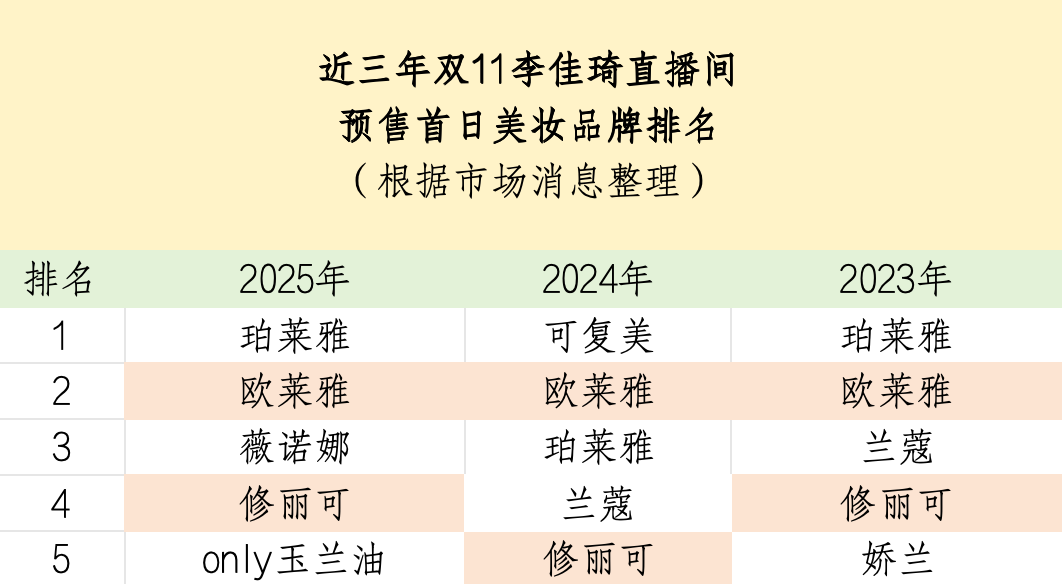 近三年双11李佳琦直播间
预售首日美妆品牌排名
（根据市场消息整理）
排名 2025年 2024年 2023年
1 珀莱雅 可复美 珀莱雅
2 欧莱雅 欧莱雅 欧莱雅
3 薇诺娜 珀莱雅 兰蔻
4 修丽可 兰蔻 修丽可
5 only玉兰油 修丽可 娇兰